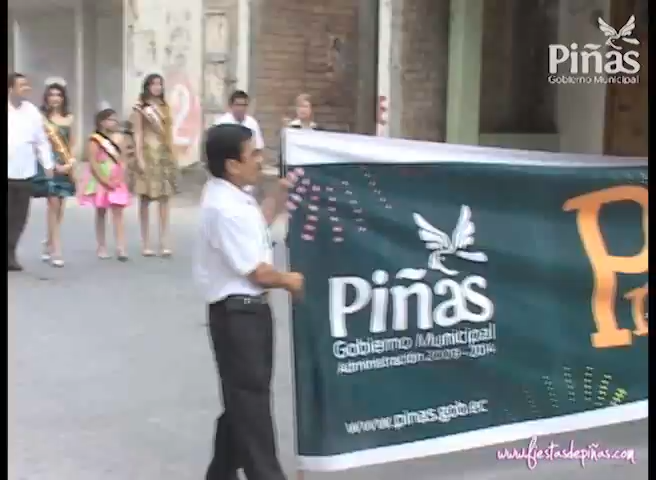 Piñas
Gobierno Municipal
Piñas
Gobierno Municipal
Administración 2009 - 2014
www.pinas.gob.ec
www.fiestasdepiñas.com